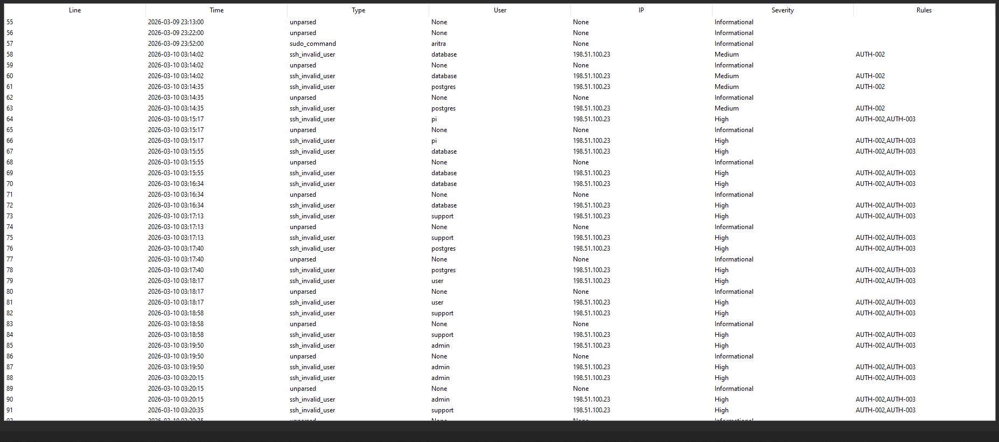 Line Time Type User IP Severity Rules
55 2026-03-09 23:13:00 unparsed None None Informational
56 2026-03-09 23:22:00 unparsed None None Informational
57 2026-03-09 23:52:00 sudo_command aritra None Informational
58 2026-03-10 03:14:02 ssh_invalid_user database 198.51.100.23 Medium AUTH-002
59 2026-03-10 03:14:02 unparsed None None Informational
60 2026-03-10 03:14:02 ssh_invalid_user database 198.51.100.23 Medium AUTH-002
61 2026-03-10 03:14:35 ssh_invalid_user postgres 198.51.100.23 Medium AUTH-002
62 2026-03-10 03:14:35 unparsed None None Informational
63 2026-03-10 03:14:35 ssh_invalid_user postgres 198.51.100.23 Medium AUTH-002
64 2026-03-10 03:15:17 ssh_invalid_user pi 198.51.100.23 High AUTH-002,AUTH-003
65 2026-03-10 03:15:17 unparsed None None Informational
66 2026-03-10 03:15:17 ssh_invalid_user pi 198.51.100.23 High AUTH-002,AUTH-003
67 2026-03-10 03:15:55 ssh_invalid_user database 198.51.100.23 High AUTH-002,AUTH-003
68 2026-03-10 03:15:55 unparsed None None Informational
69 2026-03-10 03:15:55 ssh_invalid_user database 198.51.100.23 High AUTH-002,AUTH-003
70 2026-03-10 03:16:34 ssh_invalid_user database 198.51.100.23 High AUTH-002,AUTH-003
71 2026-03-10 03:16:34 unparsed None None Informational
72 2026-03-10 03:16:34 ssh_invalid_user database 198.51.100.23 High AUTH-002,AUTH-003
73 2026-03-10 03:17:13 ssh_invalid_user support 198.51.100.23 High AUTH-002,AUTH-003
74 2026-03-10 03:17:13 unparsed None None Informational
75 2026-03-10 03:17:13 ssh_invalid_user support 198.51.100.23 High AUTH-002,AUTH-003
76 2026-03-10 03:17:40 ssh_invalid_user postgres 198.51.100.23 High AUTH-002,AUTH-003
77 2026-03-10 03:17:40 unparsed None None Informational
78 2026-03-10 03:17:40 ssh_invalid_user postgres 198.51.100.23 High AUTH-002,AUTH-003
79 2026-03-10 03:18:17 ssh_invalid_user user 198.51.100.23 High AUTH-002,AUTH-003
80 2026-03-10 03:18:17 unparsed None None Informational
81 2026-03-10 03:18:17 ssh_invalid_user user 198.51.100.23 High AUTH-002,AUTH-003
82 2026-03-10 03:18:58 ssh_invalid_user support 198.51.100.23 High AUTH-002,AUTH-003
83 2026-03-10 03:18:58 unparsed None None Informational
84 2026-03-10 03:18:58 ssh_invalid_user support 198.51.100.23 High AUTH-002,AUTH-003
85 2026-03-10 03:19:50 ssh_invalid_user admin 198.51.100.23 High AUTH-002,AUTH-003
86 2026-03-10 03:19:50 unparsed None None Informational
87 2026-03-10 03:19:50 ssh_invalid_user admin 198.51.100.23 High AUTH-002,AUTH-003
88 2026-03-10 03:20:15 ssh_invalid_user admin 198.51.100.23 High AUTH-002,AUTH-003
89 2026-03-10 03:20:15 unparsed None None Informational
90 2026-03-10 03:20:15 ssh_invalid_user admin 198.51.100.23 High AUTH-002,AUTH-003
91 2026-03-10 03:20:35 ssh_invalid_user support 198.51.100.23 High AUTH-002,AUTH-003